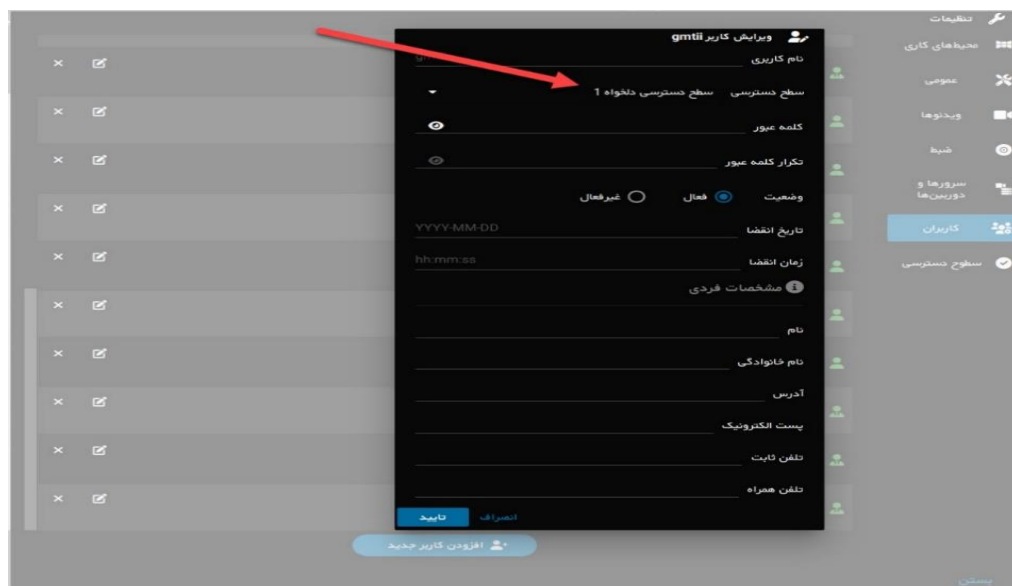 تنظیمات
محیط‌های کاری
عمومی
ویدئوها
ضبط
سرورها و
دوربین‌ها
کاربران
سطوح دسترسی
ویرایش کاربر gmtii
نام کاربری
سطح دسترسی سطح دسترسی دلخواه 1
کلمه عبور
تکرار کلمه عبور
وضعیت فعال غیرفعال
تاریخ انقضا YYYY-MM-DD
زمان انقضا hh:mm:ss
مشخصات فردی
نام
نام خانوادگی
آدرس
پست الکترونیک
تلفن ثابت
تلفن همراه
انصراف تایید
افزودن کاربر جدید
بستن